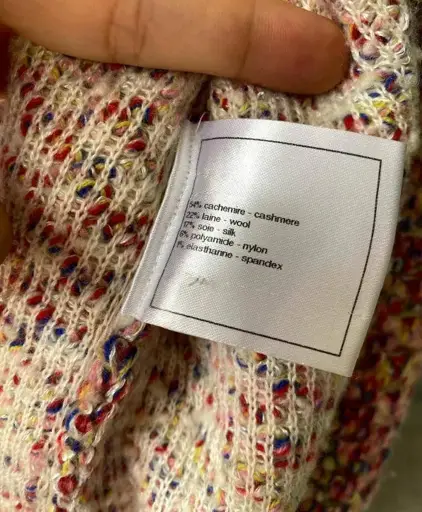 54% cachemire - cashmere
22% laine - wool
17% soie - silk
6% polyamide - nylon
1% elasthanne - spandex